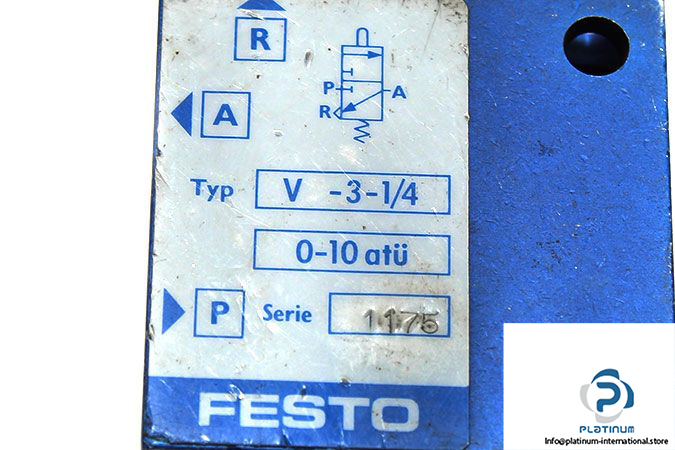 R
P A
R
A
Typ V -3-1/4
0-10 atü
P Serie 1175
FESTO
P
PLATINUM
Info@platinum-international.store